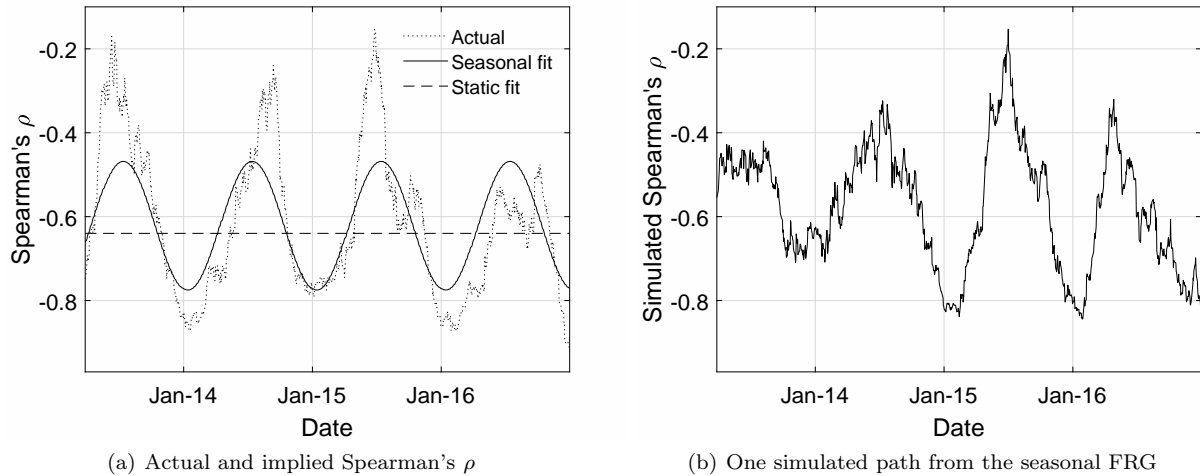 Spearman's ρ
-0.2
-0.4
-0.6
-0.8
Actual
Seasonal fit
Static fit
Jan-14
Jan-15
Jan-16
Date
(a) Actual and implied Spearman's ρ
Simulated Spearman's ρ
-0.2
-0.4
-0.6
-0.8
Jan-14
Jan-15
Jan-16
Date
(b) One simulated path from the seasonal FRG